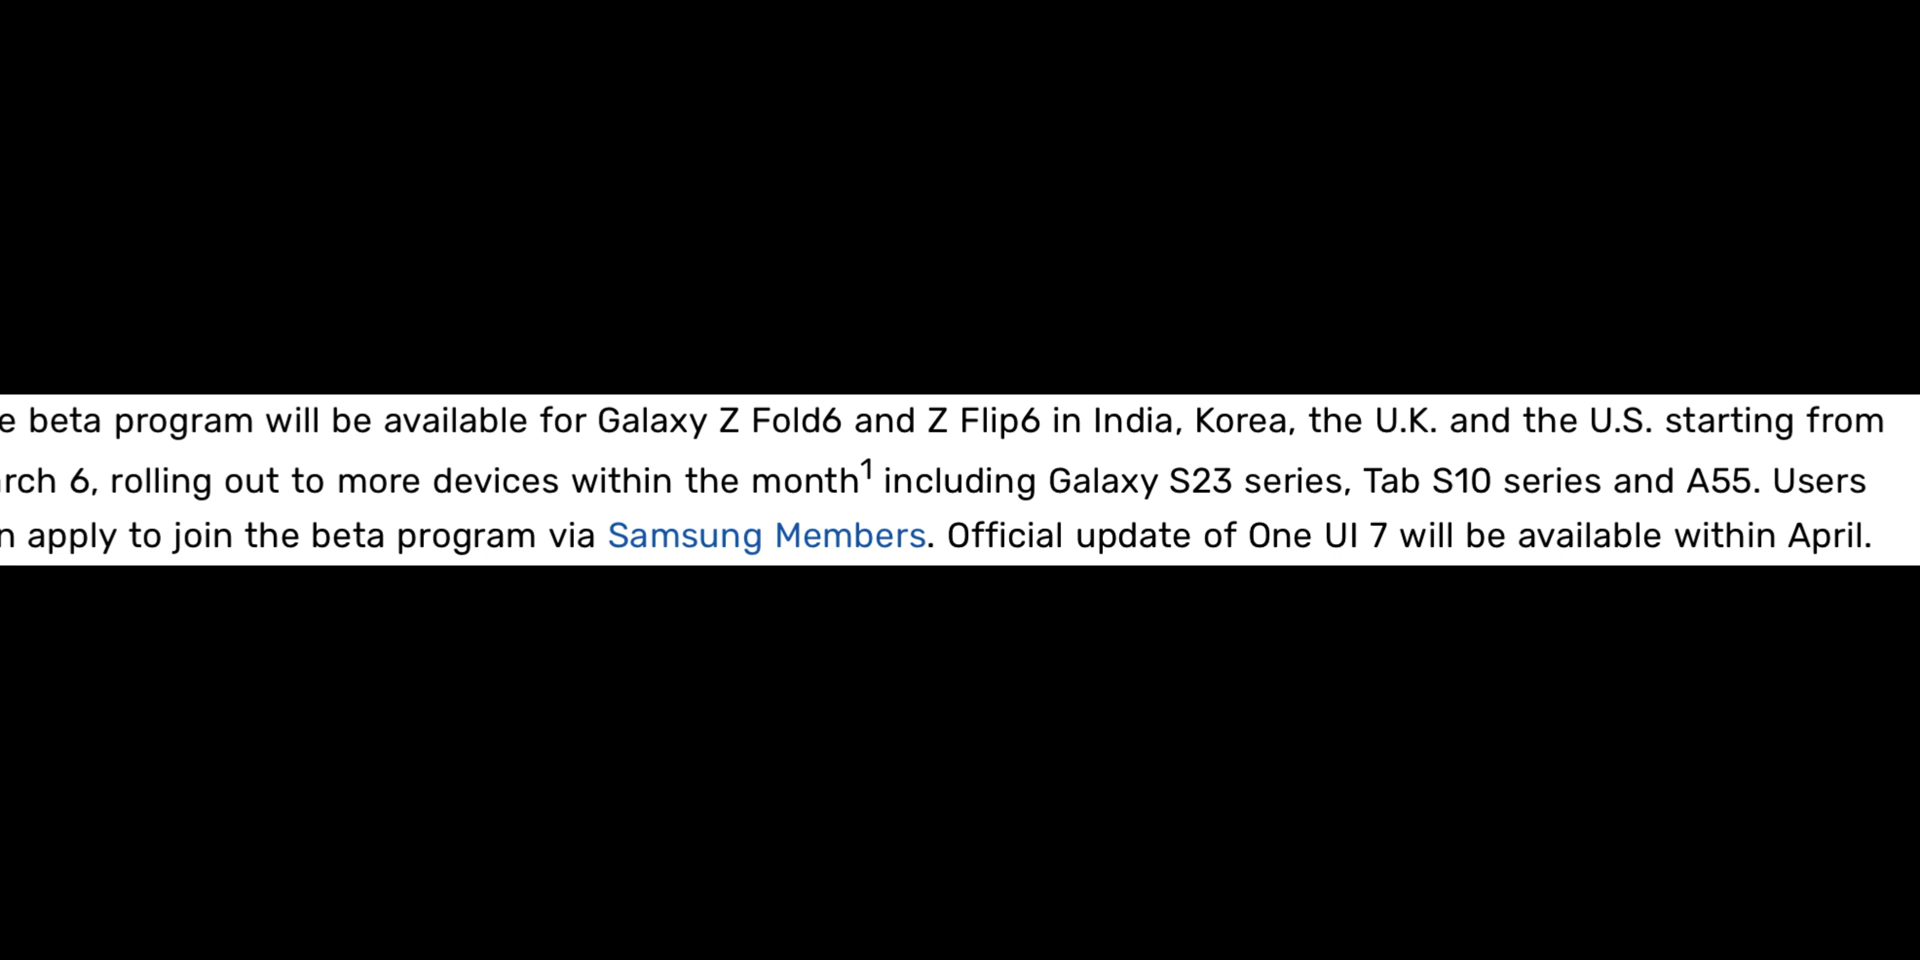 e beta program will be available for Galaxy Z Fold6 and Z Flip6 in India, Korea, the U.K. and the U.S. starting from
rch 6, rolling out to more devices within the month¹ including Galaxy S23 series, Tab S10 series and A55. Users
n apply to join the beta program via Samsung Members. Official update of One UI 7 will be available within April.